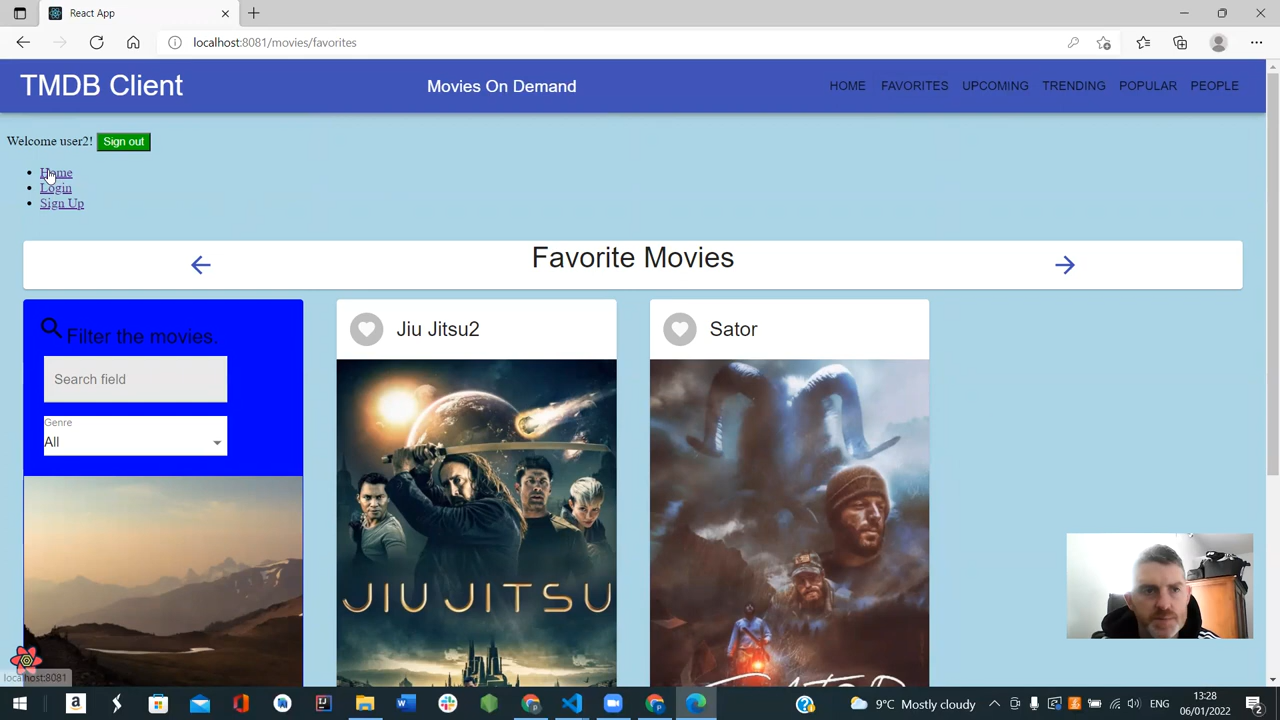 React App
localhost:8081/movies/favorites
TMDB Client
Movies On Demand
HOME FAVORITES UPCOMING TRENDING POPULAR PEOPLE
Welcome user2! Sign out
Home
Login
Sign Up
Favorite Movies
Filter the movies.
Search field
Genre
All
Jiu Jitsu2
Sator
JIU JITSU
localhost:8081
9°C Mostly cloudy
ENG
13:28
06/01/2022
2